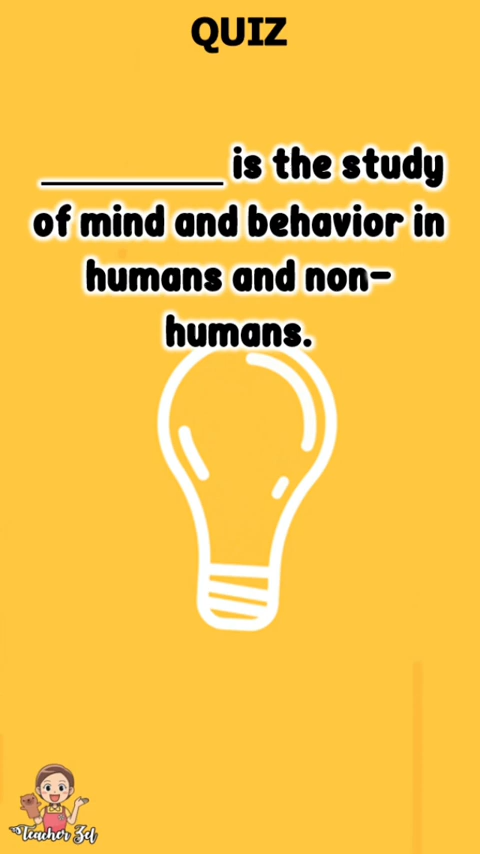 QUIZ
__________ is the study
of mind and behavior in
humans and non-
humans.
Teacher Zel